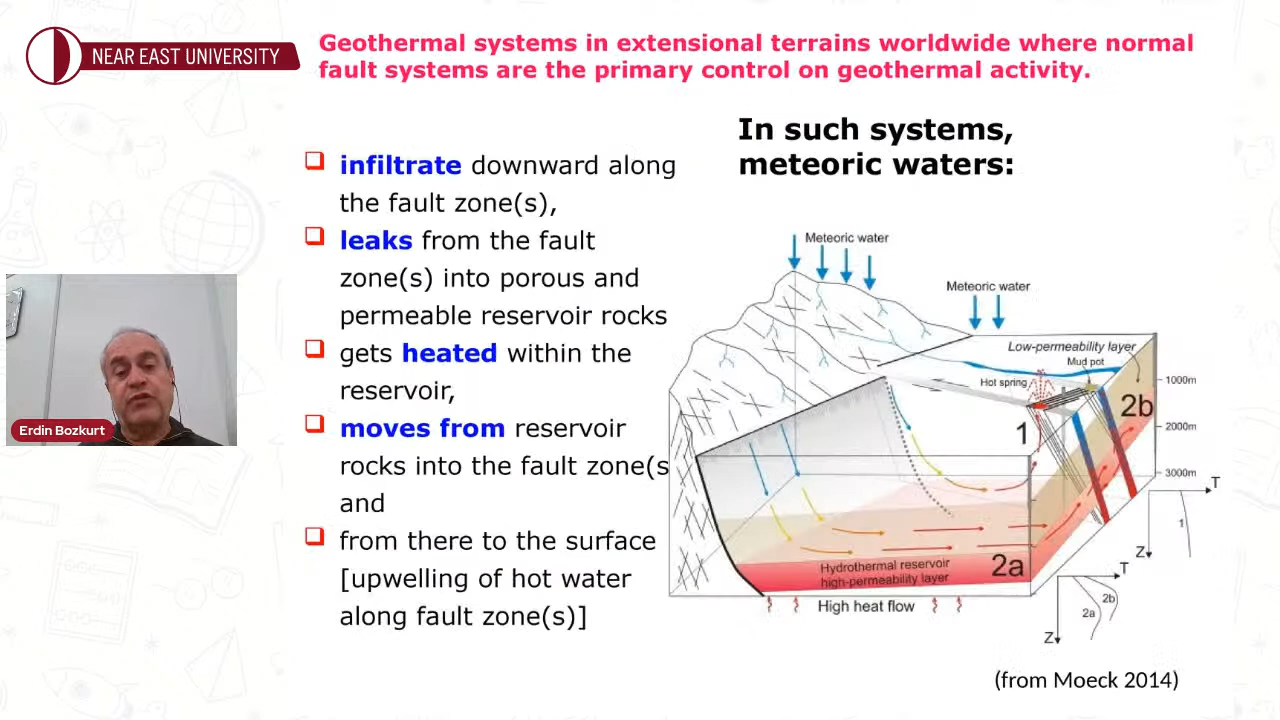 NEAR EAST UNIVERSITY
Geothermal systems in extensional terrains worldwide where normal
fault systems are the primary control on geothermal activity.
In such systems,
meteoric waters:
infiltrate downward along
the fault zone(s),
leaks from the fault
zone(s) into porous and
permeable reservoir rocks
gets heated within the
reservoir,
moves from reservoir
rocks into the fault zone(s
and
from there to the surface
[upwelling of hot water
along fault zone(s)]
Erdin Bozkurt
Meteoric water
Meteoric water
Low-permeability layer
Mud pot
Hot spring
1000m
2b
1
2000m
3000m
T
1
Z
2a
Hydrothermal reservoir
high-permeability layer
High heat flow
T
2b
2a
Z
(from Moeck 2014)